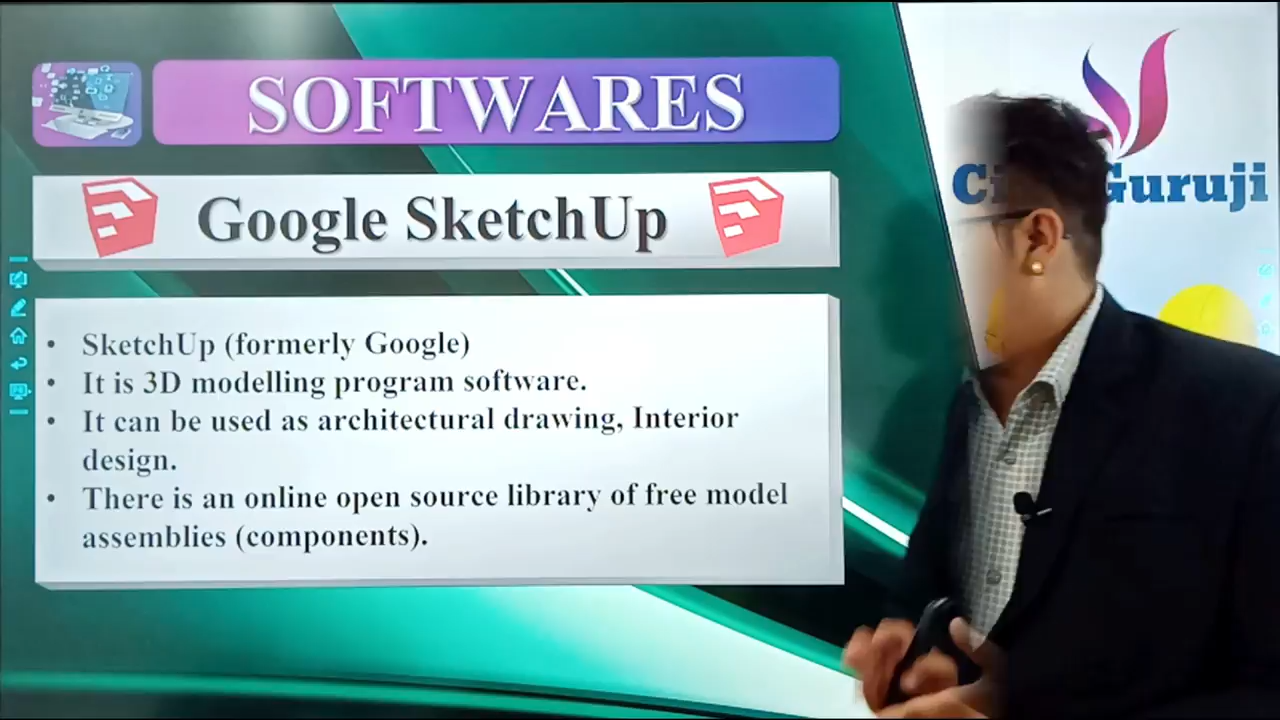 SOFTWARES
Google SketchUp
• SketchUp (formerly Google)
• It is 3D modelling program software.
• It can be used as architectural drawing, Interior
design.
• There is an online open source library of free model
assemblies (components).
Guruji